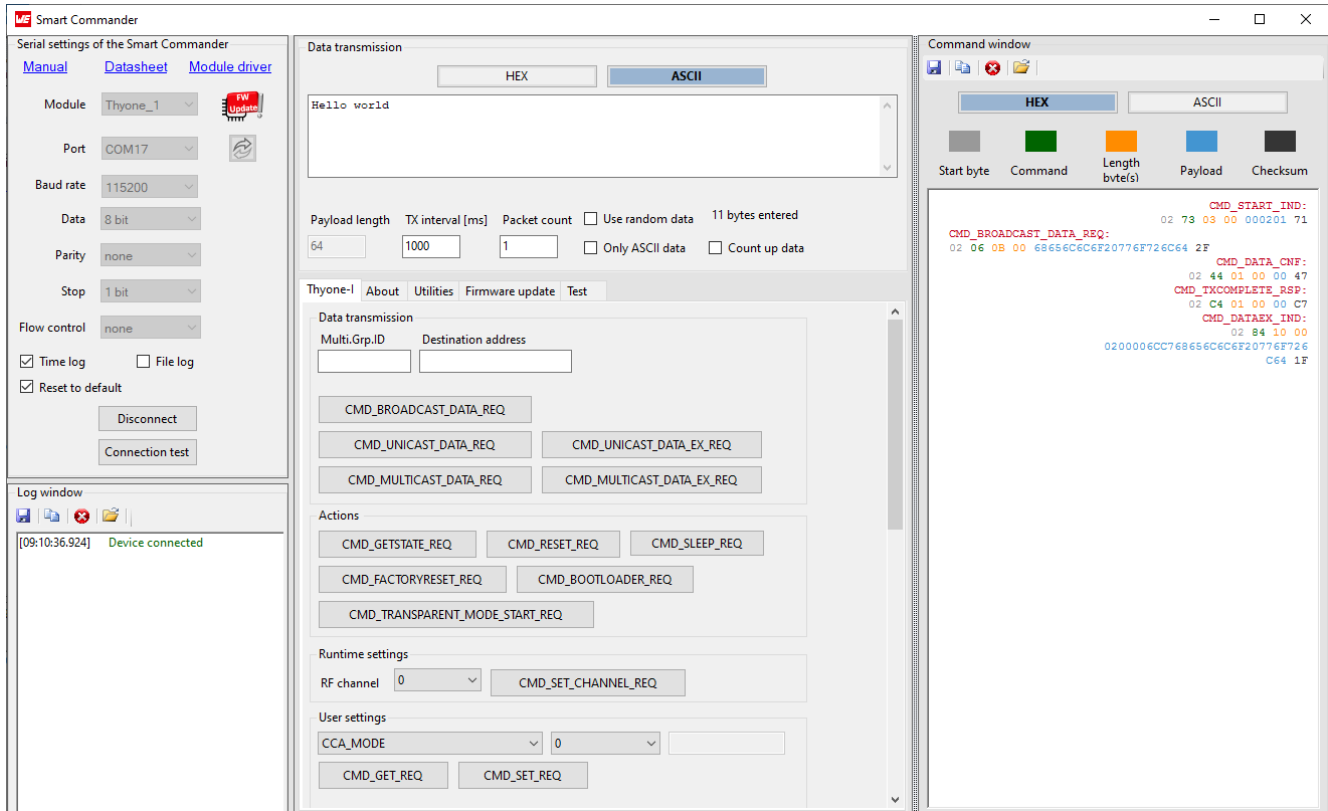 WE Smart Commander
Serial settings of the Smart Commander
Manual Datasheet Module driver
Module Thyone_1 FW Update
Port COM17
Baud rate 115200
Data 8 bit
Parity none
Stop 1 bit
Flow control none
Time log File log
Reset to default
Disconnect
Connection test
Log window
[09:10:36.924] Device connected
Data transmission
HEX ASCII
Hello world
Payload length TX interval [ms] Packet count Use random data 11 bytes entered
64 1000 1 Only ASCII data Count up data
Thyone-I About Utilities Firmware update Test
Data transmission
Multi.Grp.ID Destination address
CMD_BROADCAST_DATA_REQ
CMD_UNICAST_DATA_REQ CMD_UNICAST_DATA_EX_REQ
CMD_MULTICAST_DATA_REQ CMD_MULTICAST_DATA_EX_REQ
Actions
CMD_GETSTATE_REQ CMD_RESET_REQ CMD_SLEEP_REQ
CMD_FACTORYRESET_REQ CMD_BOOTLOADER_REQ
CMD_TRANSPARENT_MODE_START_REQ
Runtime settings
RF channel 0 CMD_SET_CHANNEL_REQ
User settings
CCA_MODE 0
CMD_GET_REQ CMD_SET_REQ
Command window
HEX ASCII
Start byte Command Length byte(s) Payload Checksum
CMD_START_IND:
02 73 03 00 000201 71
CMD_BROADCAST_DATA_REQ:
02 06 0B 00 68656C6C6F20776F726C64 2F
CMD_DATA_CNF:
02 44 01 00 00 47
CMD_TXCOMPLETE_RSP:
02 C4 01 00 00 C7
CMD_DATAEX_IND:
02 84 10 00
0200006CC768656C6C6F20776F726
C64 1F